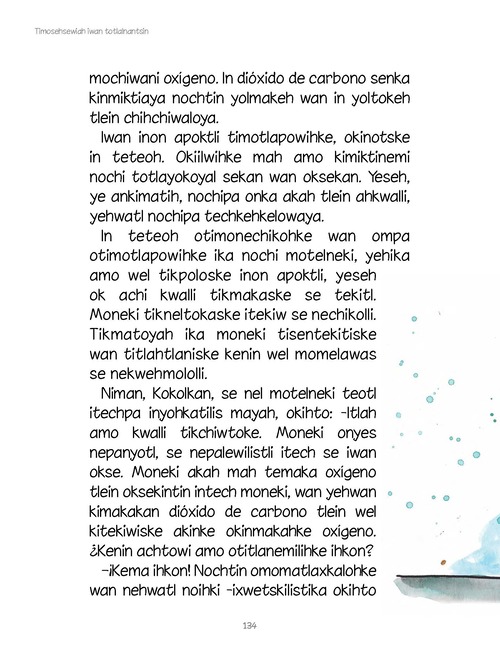 Timosehsewiah iwan totlalnantsin
mochiwani oxígeno. In dióxido de carbono senka
kinmiktiaya nochtin yolmakeh wan in yoltokeh
tlein chihchiwaloya.
Iwan inon apoktli timotlapowihke, okinotske
in teteoh. Okiilwihke mah amo kimiktinemi
nochi totlayokoyal sekan wan oksekan. Yeseh,
ye ankimatih, nochipa onka akah tlein ahkwalli,
yehwatl nochipa techkehkelowaya.
In teteoh otimonechikohke wan ompa
otimotlapowihke ika nochi motelneki, yehika
amo wel tikpoloske inon apoktli, yeseh
ok achi kwalli tikmakaske se tekitl.
Moneki tikneltokaske itekiw se nechikolli.
Tikmatoyah ika moneki tisentekitiske
wan titlahtlaniske kenin wel momelawas
se nekwehmololli.
Niman, Kokolkan, se nel motelneki teotl
itechpa inyohkatilis mayah, okihto: -Itlah
amo kwalli tikchiwtoke. Moneki onyes
nepanyotl, se nepalewilistli itech se iwan
okse. Moneki akah mah temaka oxígeno
tlein oksekintin intech moneki, wan yehwan
kimakakan dióxido de carbono tlein wel
kitekiwiske akinke okinmakahke oxígeno.
¿Kenin achtowi amo otitlanemilihke ihkon?
–¡Kema ihkon! Nochtin omomatlaxkalohke
wan nehwatl noihki -ixwetskilistika okihto
134